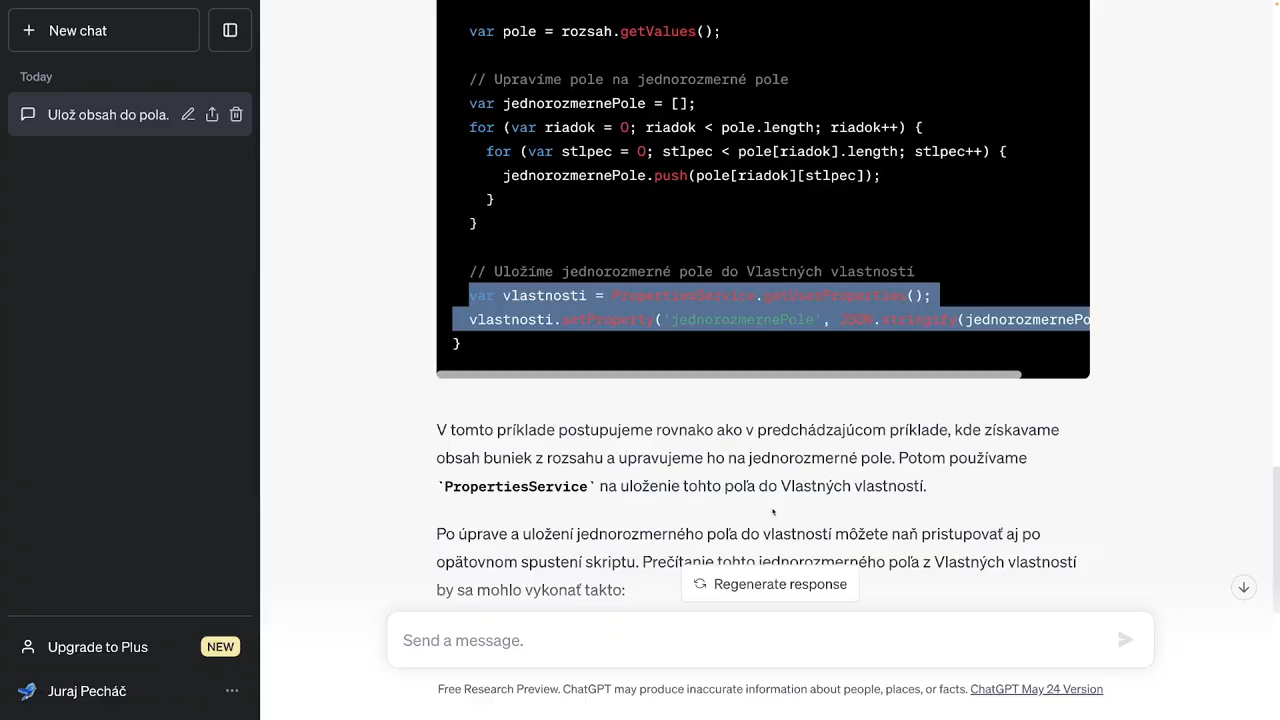 New chat
Today
Ulož obsah do pola.
Upgrade to Plus
NEW
Juraj Pecháč
var pole = rozsah.getValues();
// Upravíme pole na jednorozmerné pole
var jednorozmernePole = [];
for (var riadok = 0; riadok < pole.length; riadok++) {
for (var stlpec = 0; stlpec < pole[riadok].length; stlpec++) {
jednorozmernePole.push(pole[riadok][stlpec]);
}
}
// Uložíme jednorozmerné pole do Vlastných vlastností
var vlastnosti = PropertiesService.getUserProperties();
vlastnosti.setProperty('jednorozmernePole', JSON.stringify(jednorozmernePo
}
V tomto príklade postupujeme rovnako ako v predchádzajúcom príklade, kde získavame
obsah buniek z rozsahu a upravujeme ho na jednorozmerné pole. Potom používame
`PropertiesService` na uloženie tohto poľa do Vlastných vlastností.
Po úprave a uložení jednorozmerného poľa do vlastností môžete naň pristupovať aj po
opätovnom spustení skriptu. Prečítanie tohto jednorozmerného poľa z Vlastných vlastností
by sa mohlo vykonať takto:
Regenerate response
Send a message.
Free Research Preview. ChatGPT may produce inaccurate information about people, places, or facts. ChatGPT May 24 Version